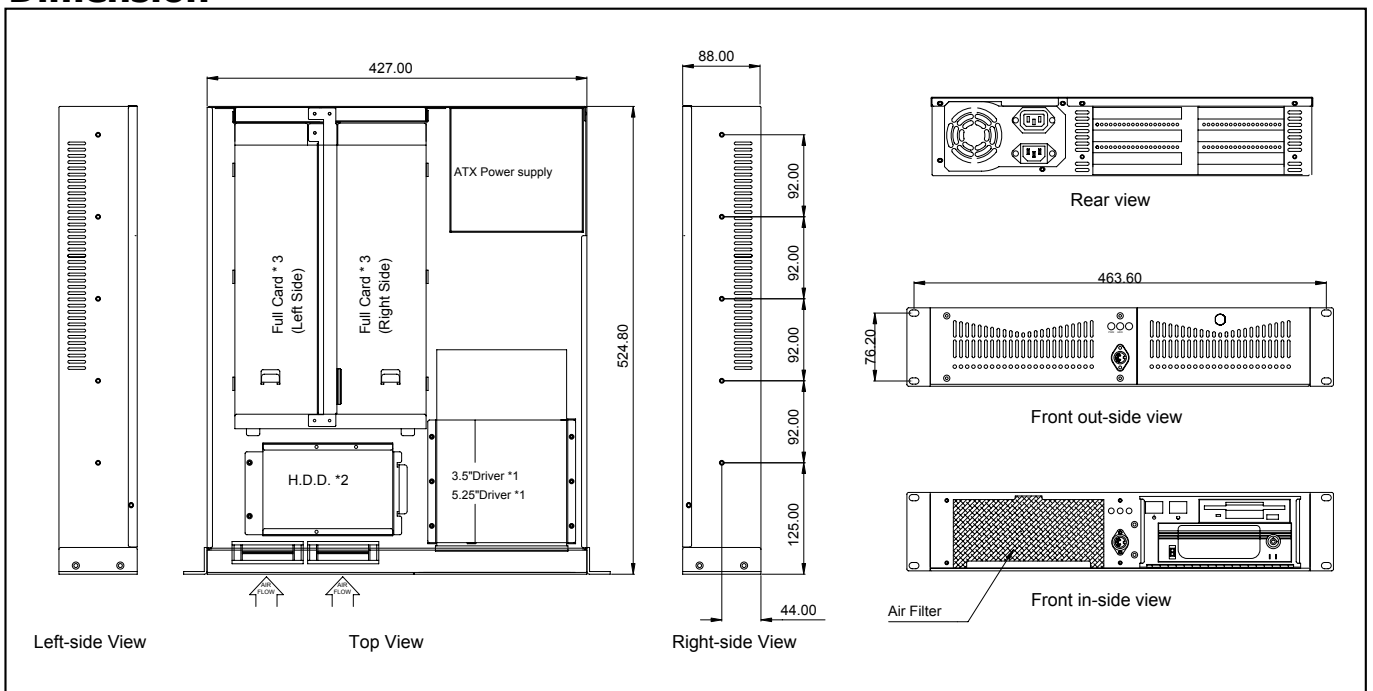 Dimension
427.00
ATX Power supply
Full Card * 3
(Left Side)
Full Card * 3
(Right Side)
524.80
H.D.D. *2
3.5"Driver *1
5.25"Driver *1
AIR
FLOW
AIR
FLOW
Left-side View
Top View
88.00
92.00
92.00
92.00
92.00
125.00
44.00
Right-side View
Rear view
463.60
76.20
Front out-side view
Air Filter
Front in-side view